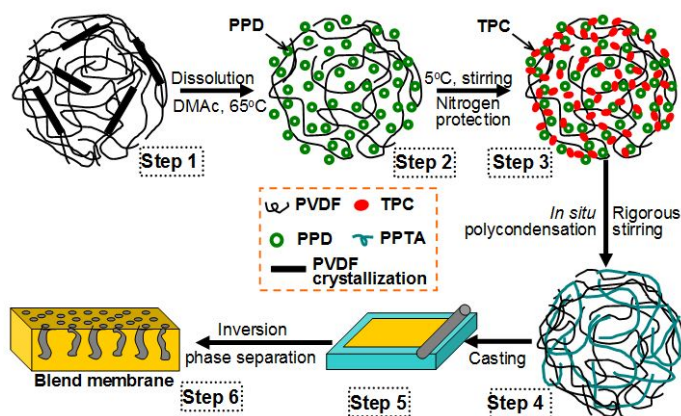 PPD
TPC
Dissolution
DMAc, 65°C
5°C, stirring
Nitrogen
protection
Step 1
Step 2
Step 3
PVDF
TPC
PPD
PPTA
PVDF
crystallization
In situ
polycondensation
Rigorous
stirring
Inversion
phase separation
Casting
Blend membrane
Step 6
Step 5
Step 4